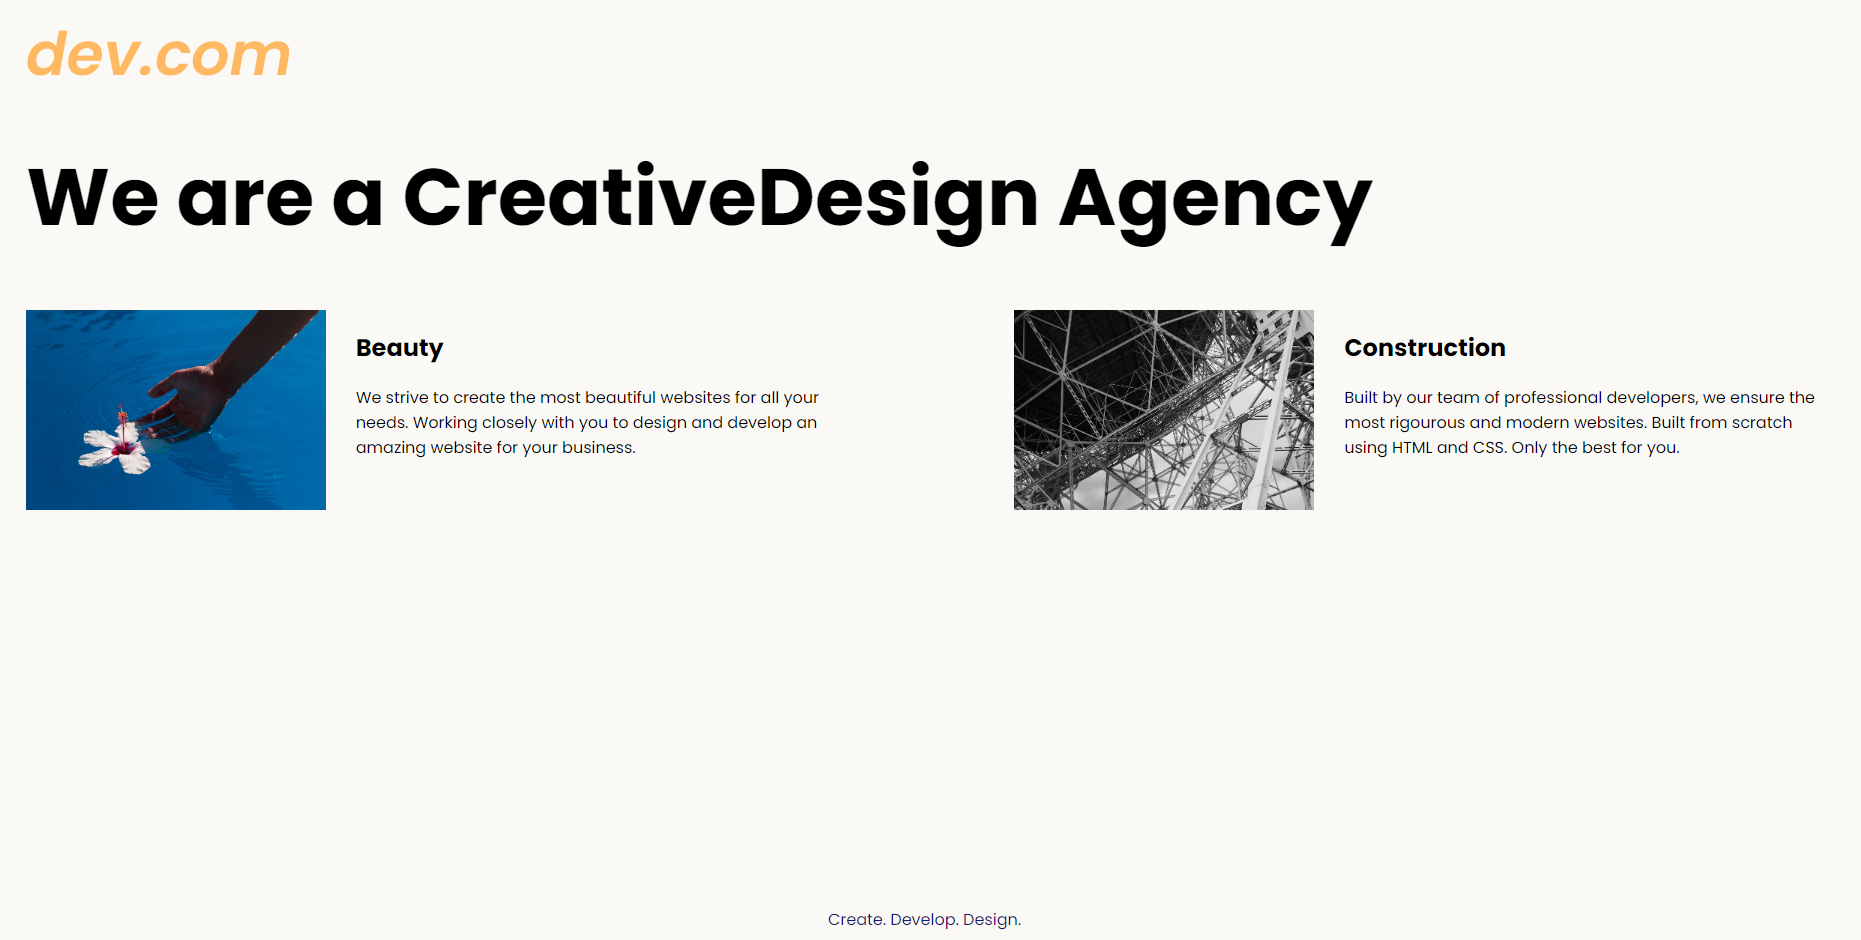 dev.com
We are a CreativeDesign Agency
Beauty
We strive to create the most beautiful websites for all your
needs. Working closely with you to design and develop an
amazing website for your business.
Construction
Built by our team of professional developers, we ensure the
most rigourous and modern websites. Built from scratch
using HTML and CSS. Only the best for you.
Create. Develop. Design.